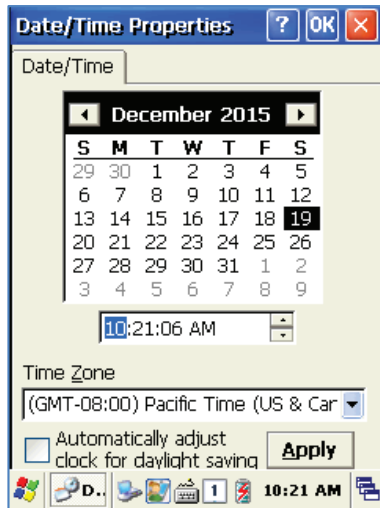 Date/Time Properties ? OK X
Date/Time
December 2015
S M T W T F S
29 30 1 2 3 4 5
6 7 8 9 10 11 12
13 14 15 16 17 18 19
20 21 22 23 24 25 26
27 28 29 30 31 1 2
3 4 5 6 7 8 9
10:21:06 AM
Time Zone
(GMT-08:00) Pacific Time (US & Car
Automatically adjust
clock for daylight saving
Apply
D.. 1 10:21 AM